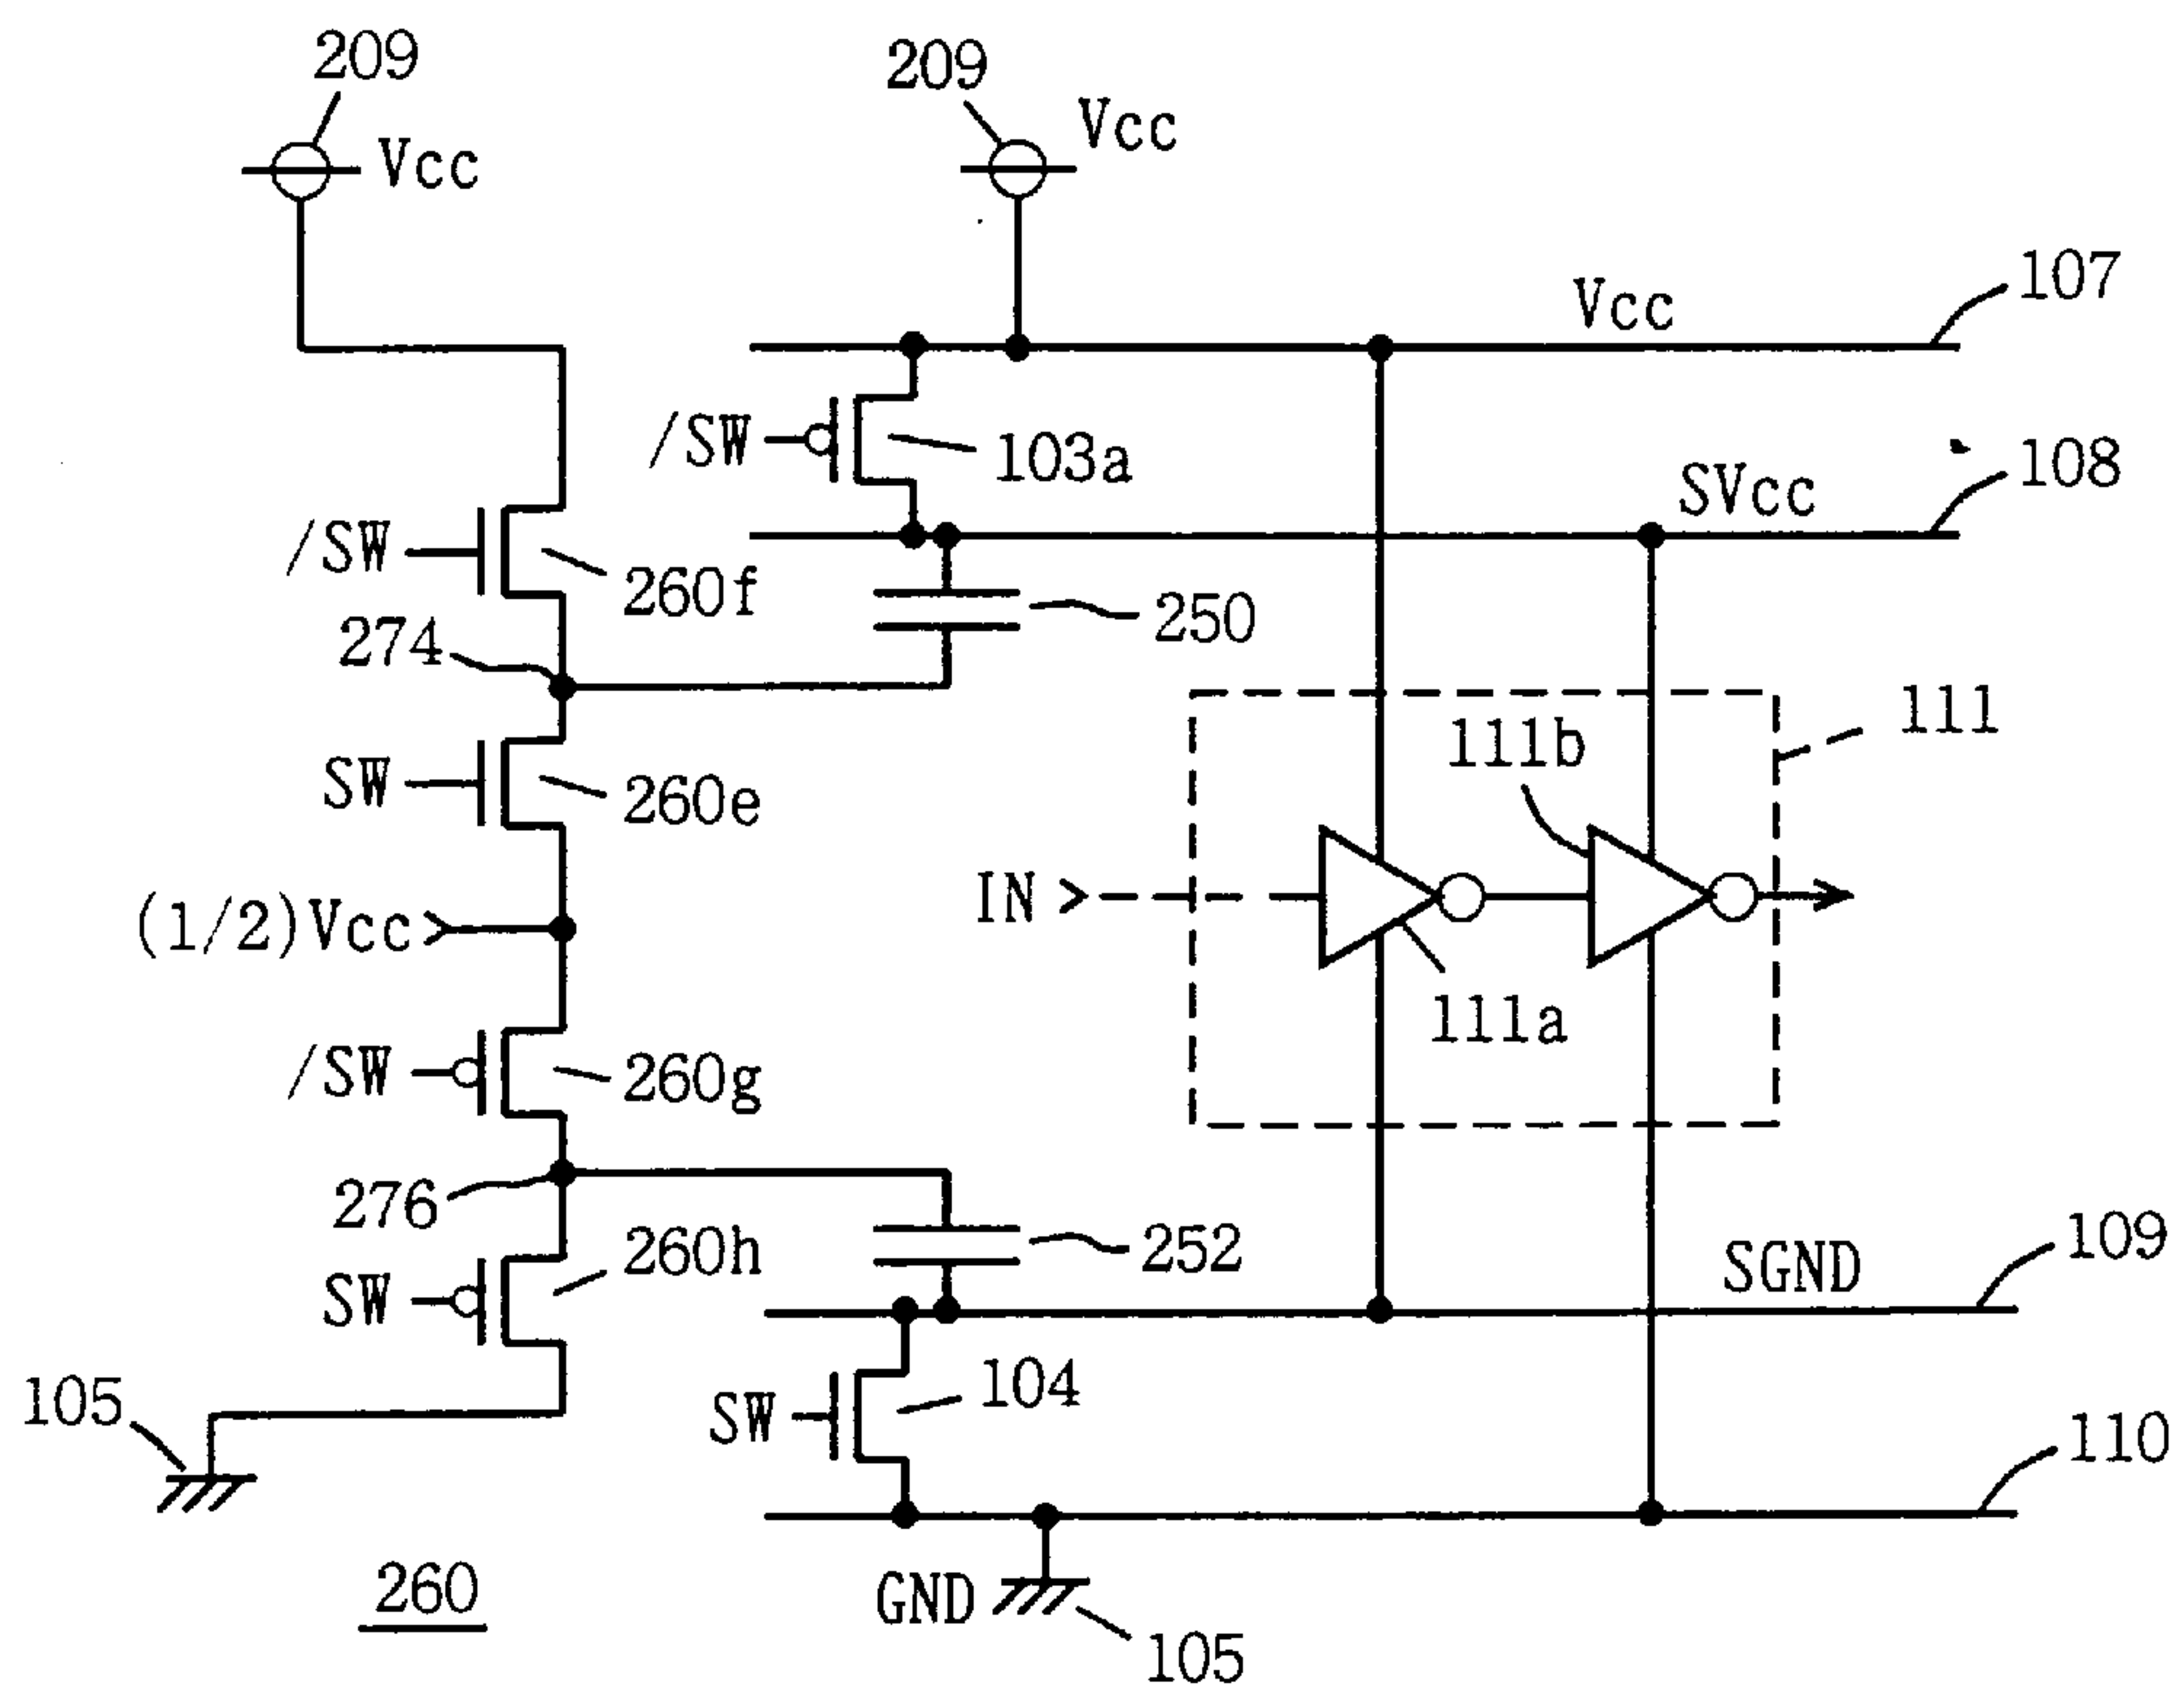 209
209
Vcc
Vcc
107
Vcc
/SW
103a
108
SVcc
/SW
260f
250
274
111
111b
SW
260e
IN
(1/2)Vcc
111a
/SW
260g
276
260h
252
109
SGND
SW
105
104
SW
110
260
GND
105